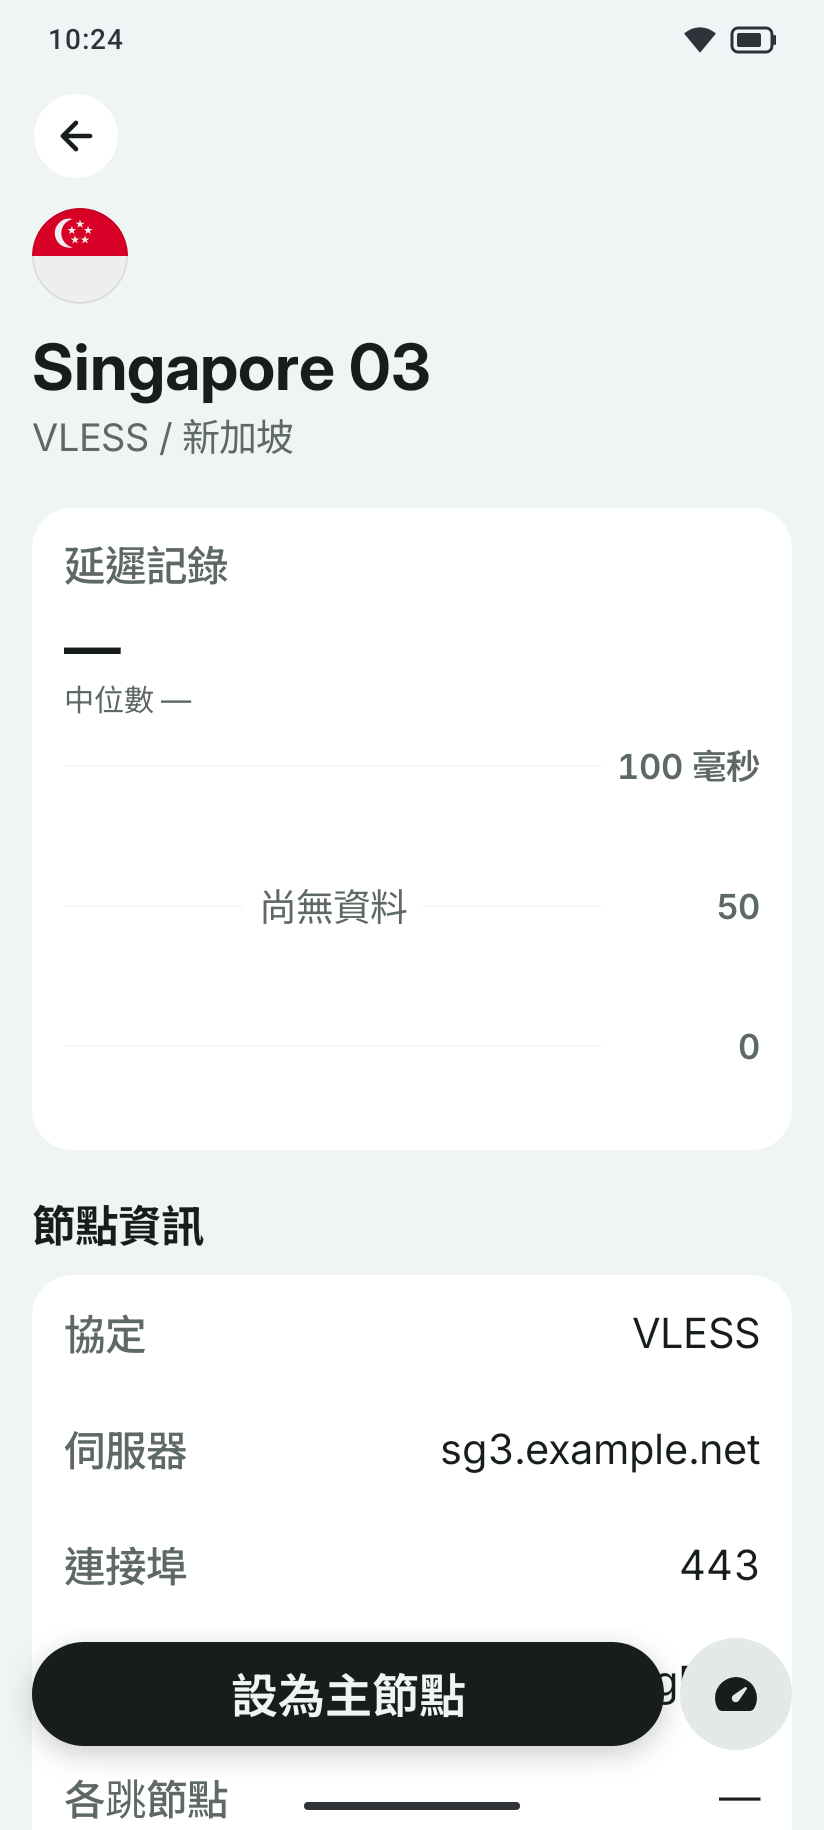 10:24
Singapore 03
VLESS / 新加坡
延遲記錄
—
中位數 —
100 毫秒
尚無資料
50
0
節點資訊
協定
VLESS
伺服器
sg3.example.net
連接埠
443
設為主節點
各跳節點
—